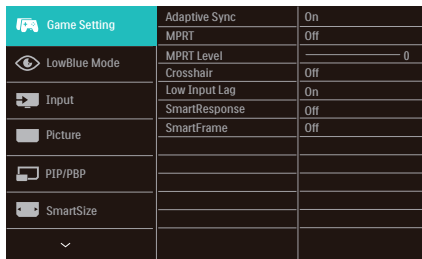 Game Setting
LowBlue Mode
Input
Picture
PIP/PBP
SmartSize
Adaptive Sync On
MPRT Off
MPRT Level 0
Crosshair Off
Low Input Lag On
SmartResponse Off
SmartFrame Off